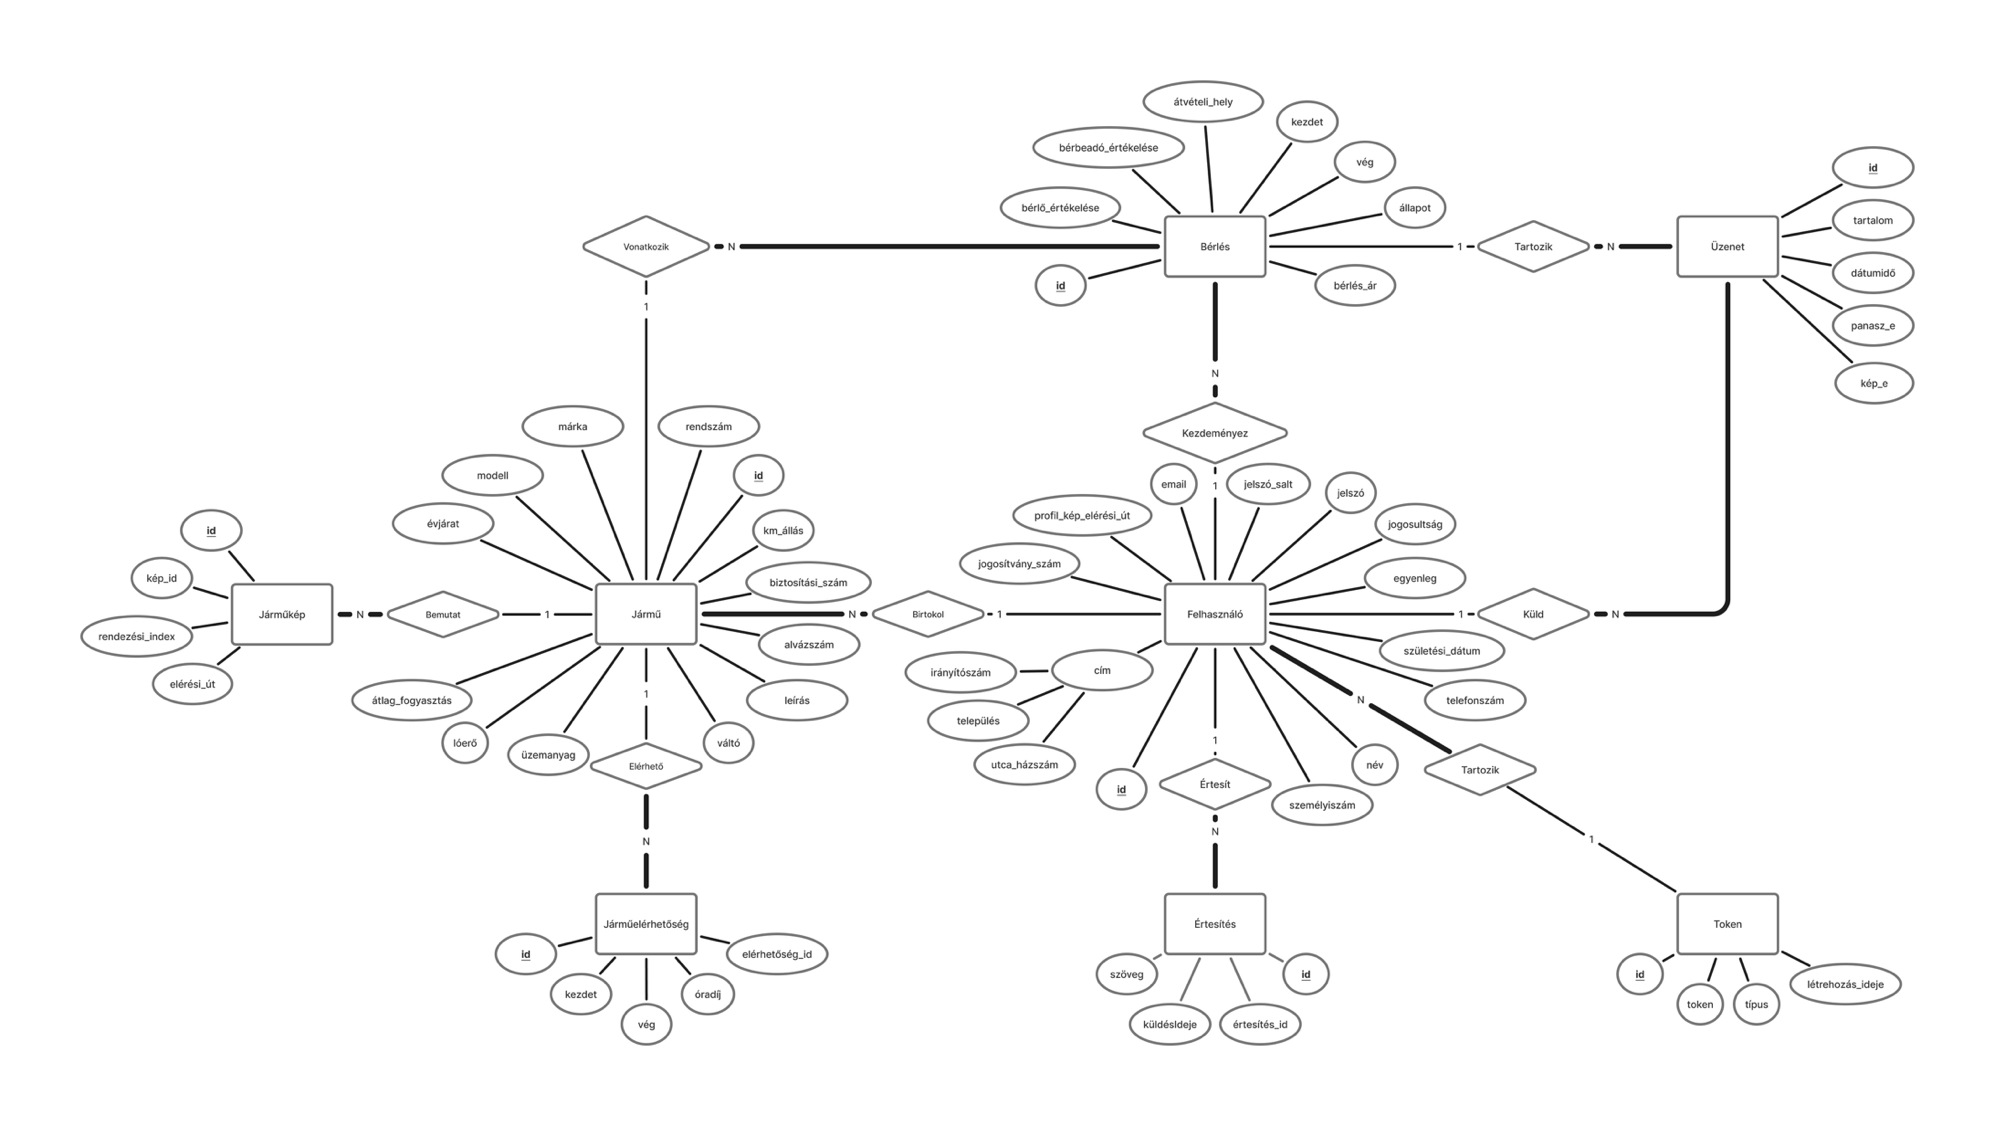 átvételi_hely
kezdet
bérbeadó_értékelése
vég
id
bérlő_értékelése
állapot
tartalom
Vonatkozik
N
Bérlés
1
Tartozik
N
Üzenet
dátumidő
id
bérlés_ár
1
panasz_e
N
kép_e
márka
rendszám
Kezdeményez
modell
id
email
1
jelszó_salt
jelszó
évjárat
profil_kép_elérési_út
jogosultság
id
km_állás
jogosítvány_szám
kép_id
biztosítási_szám
egyenleg
Járműkép
N
Bemutat
1
Jármű
N
Birtokol
1
Felhasználó
1
Küld
N
rendezési_index
alvázszám
születési_dátum
irányítószám
cím
elérési_út
átlag_fogyasztás
1
leírás
N
telefonszám
település
lóerő
üzemanyag
váltó
1
Elérhető
utca_házszám
név
Tartozik
id
Értesít
személyiszám
N
N
1
Járműelérhetőség
Értesítés
Token
id
elérhetőség_id
szöveg
id
id
létrehozás_ideje
kezdet
óradíj
token
típus
vég
küldésIdeje
értesítés_id